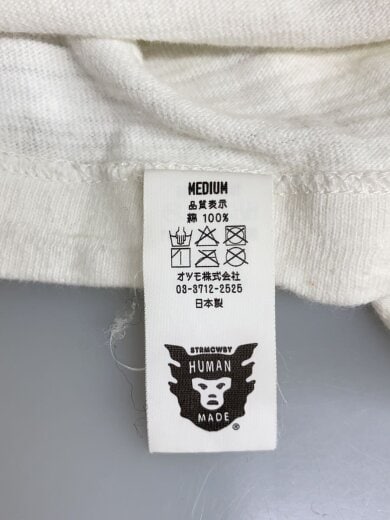 MEDIUM
品質表示
綿 100%
オツモ株式会社
03-3712-2525
日本製
STRMCWBY
HUMAN
MADE
®